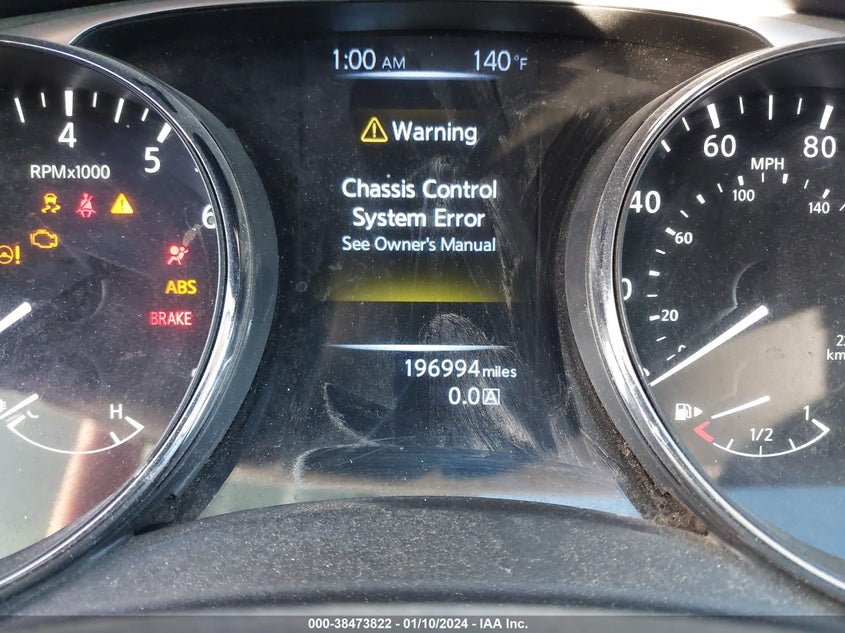 1:00 AM 140°F
Warning
Chassis Control
System Error
See Owner's Manual
196994 miles
0.0 A
4
5
6
RPMx1000
ABS
BRAKE
H
40
60
80
MPH
20
60
100
140
km
1/2
1
000-38473822 - 01/10/2024 - IAA Inc.